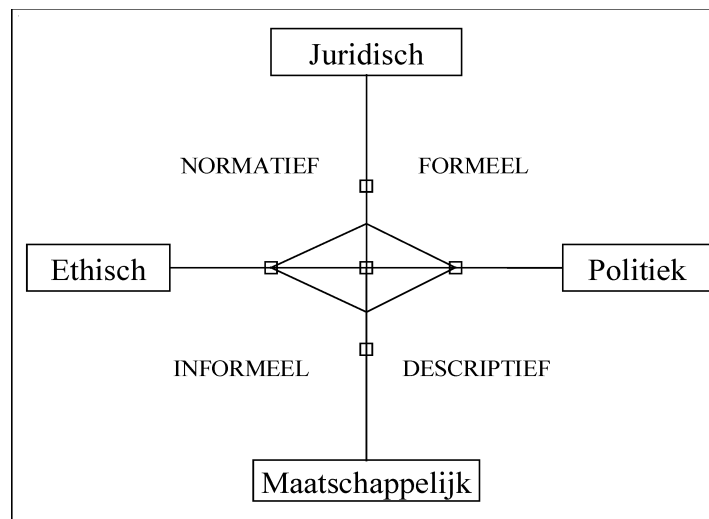 Juridisch
NORMATIEF FORMEEL
Ethisch Politiek
INFORMEEL DESCRIPTIEF
Maatschappelijk